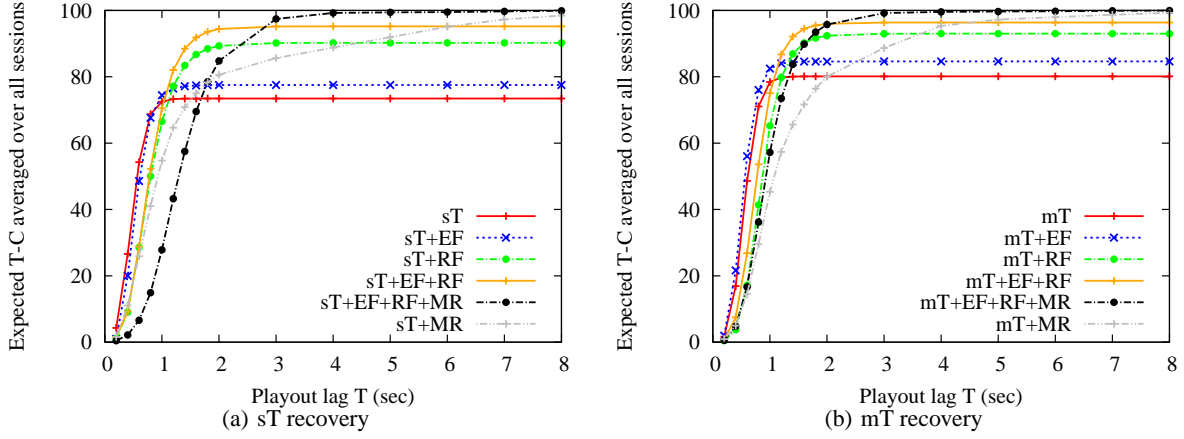 Expected T-C averaged over all sessions
100
80
60
40
20
0
0 1 2 3 4 5 6 7 8
Playout lag T (sec)
sT
sT+EF
sT+RF
sT+EF+RF
sT+EF+RF+MR
sT+MR
(a) sT recovery
Expected T-C averaged over all sessions
100
80
60
40
20
0
0 1 2 3 4 5 6 7 8
Playout lag T (sec)
mT
mT+EF
mT+RF
mT+EF+RF
mT+EF+RF+MR
mT+MR
(b) mT recovery